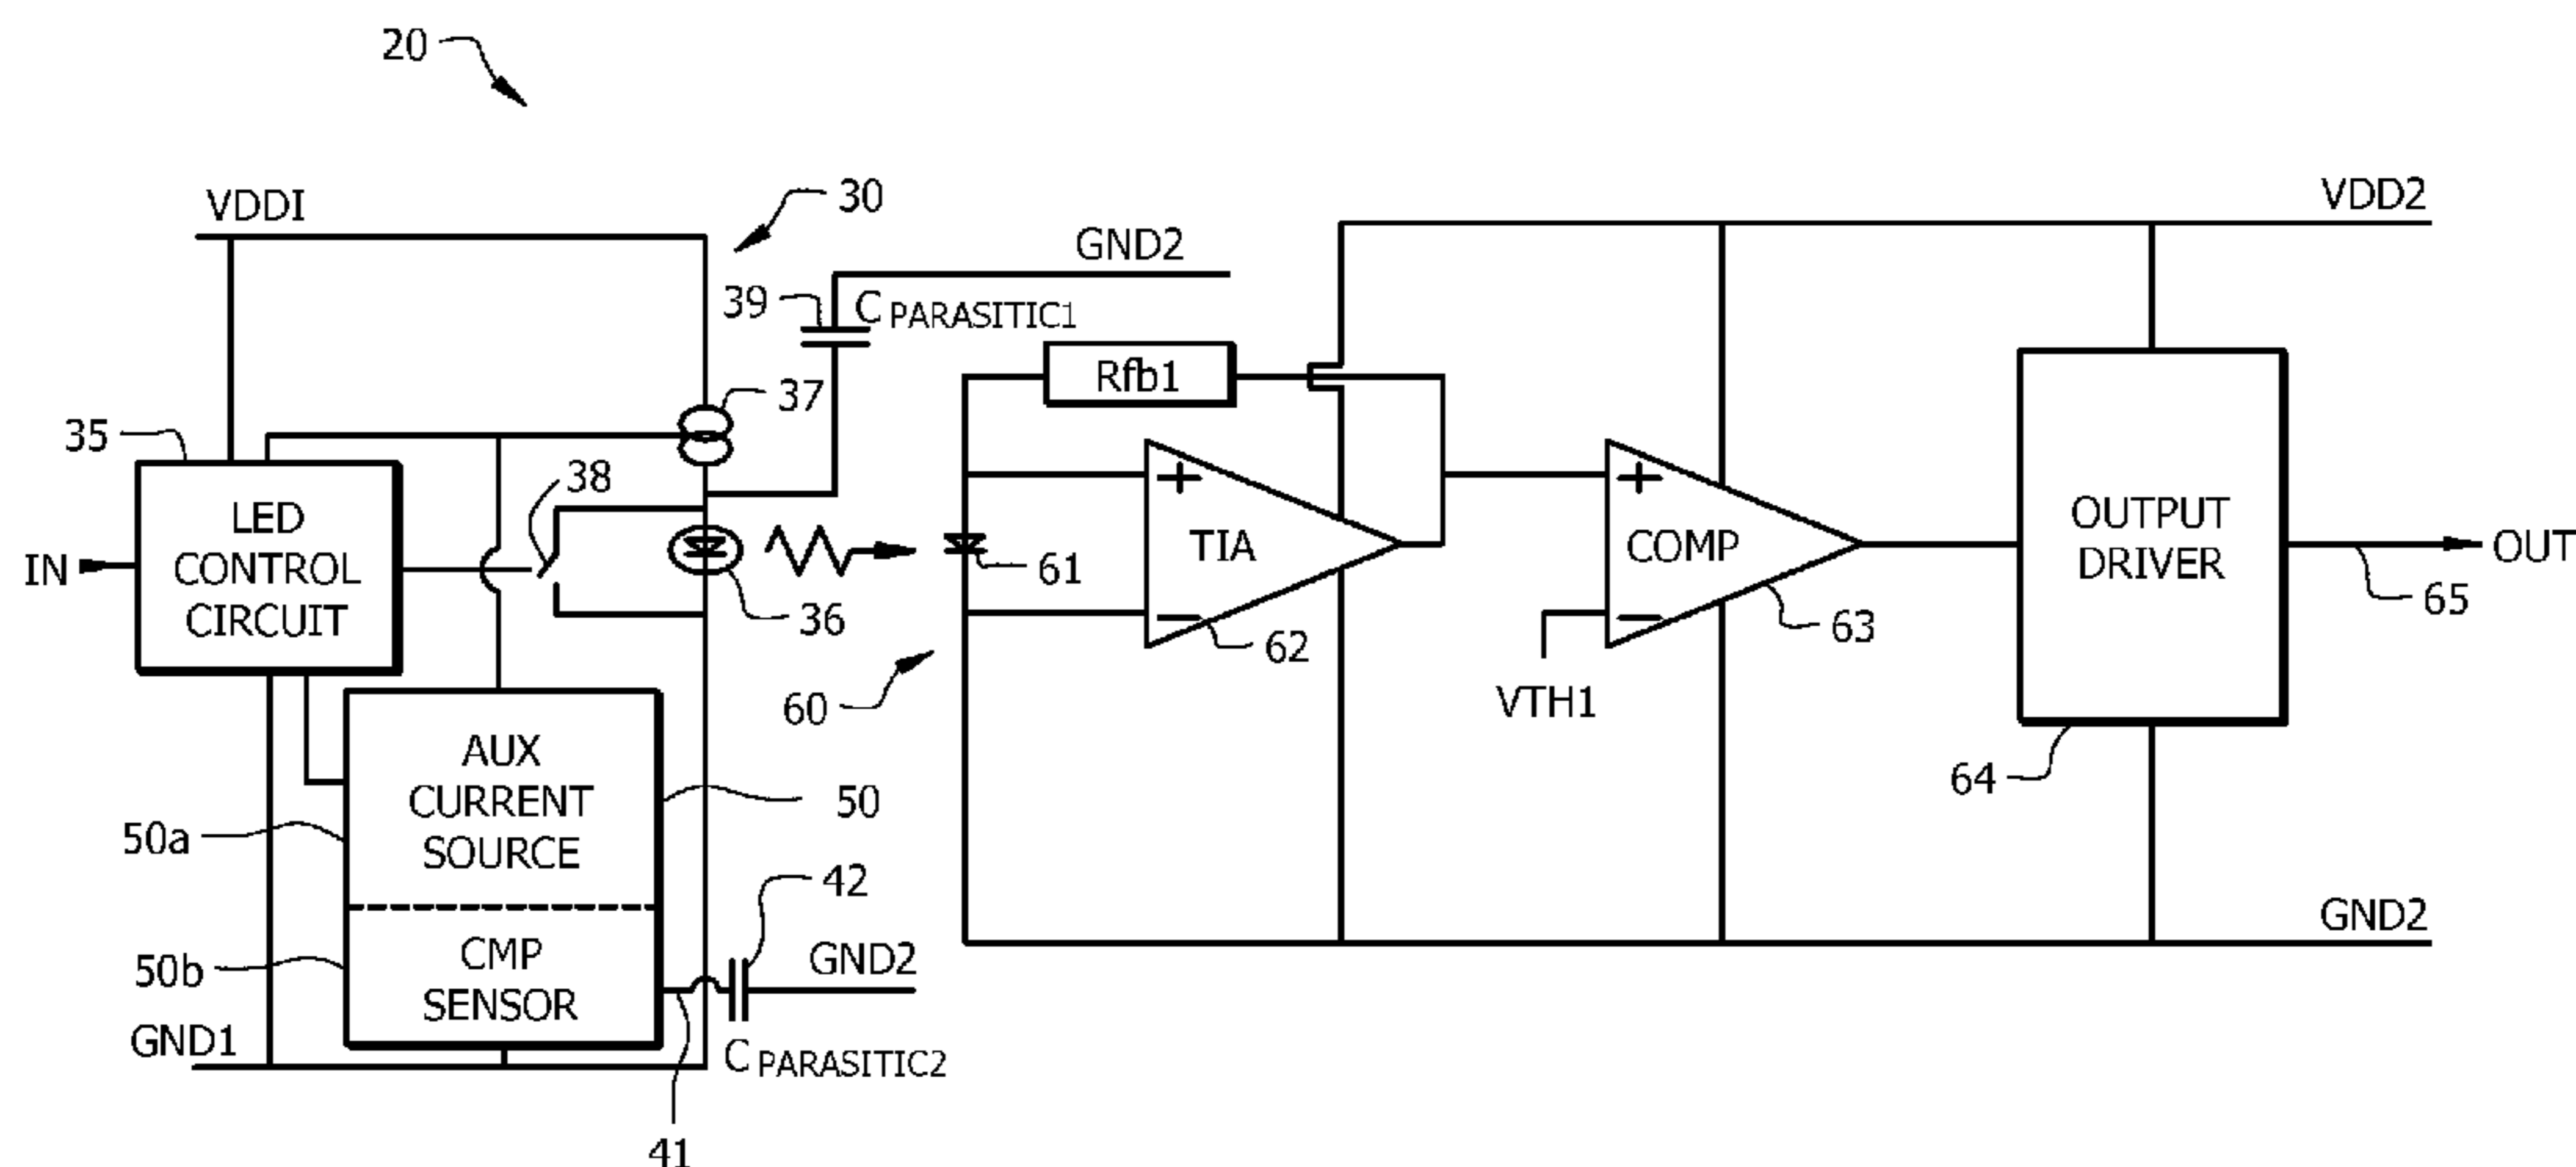 20
VDDI
30
39
GND2
C PARASITIC1
VDD2
35
37
38
Rfb1
IN
LED
CONTROL
CIRCUIT
36
61
+
TIA
−
62
60
+
COMP
−
63
VTH1
OUTPUT
DRIVER
64
OUT
65
50a
AUX
CURRENT
SOURCE
50
50b
CMP
SENSOR
42
GND2
GND1
C PARASITIC2
41
GND2